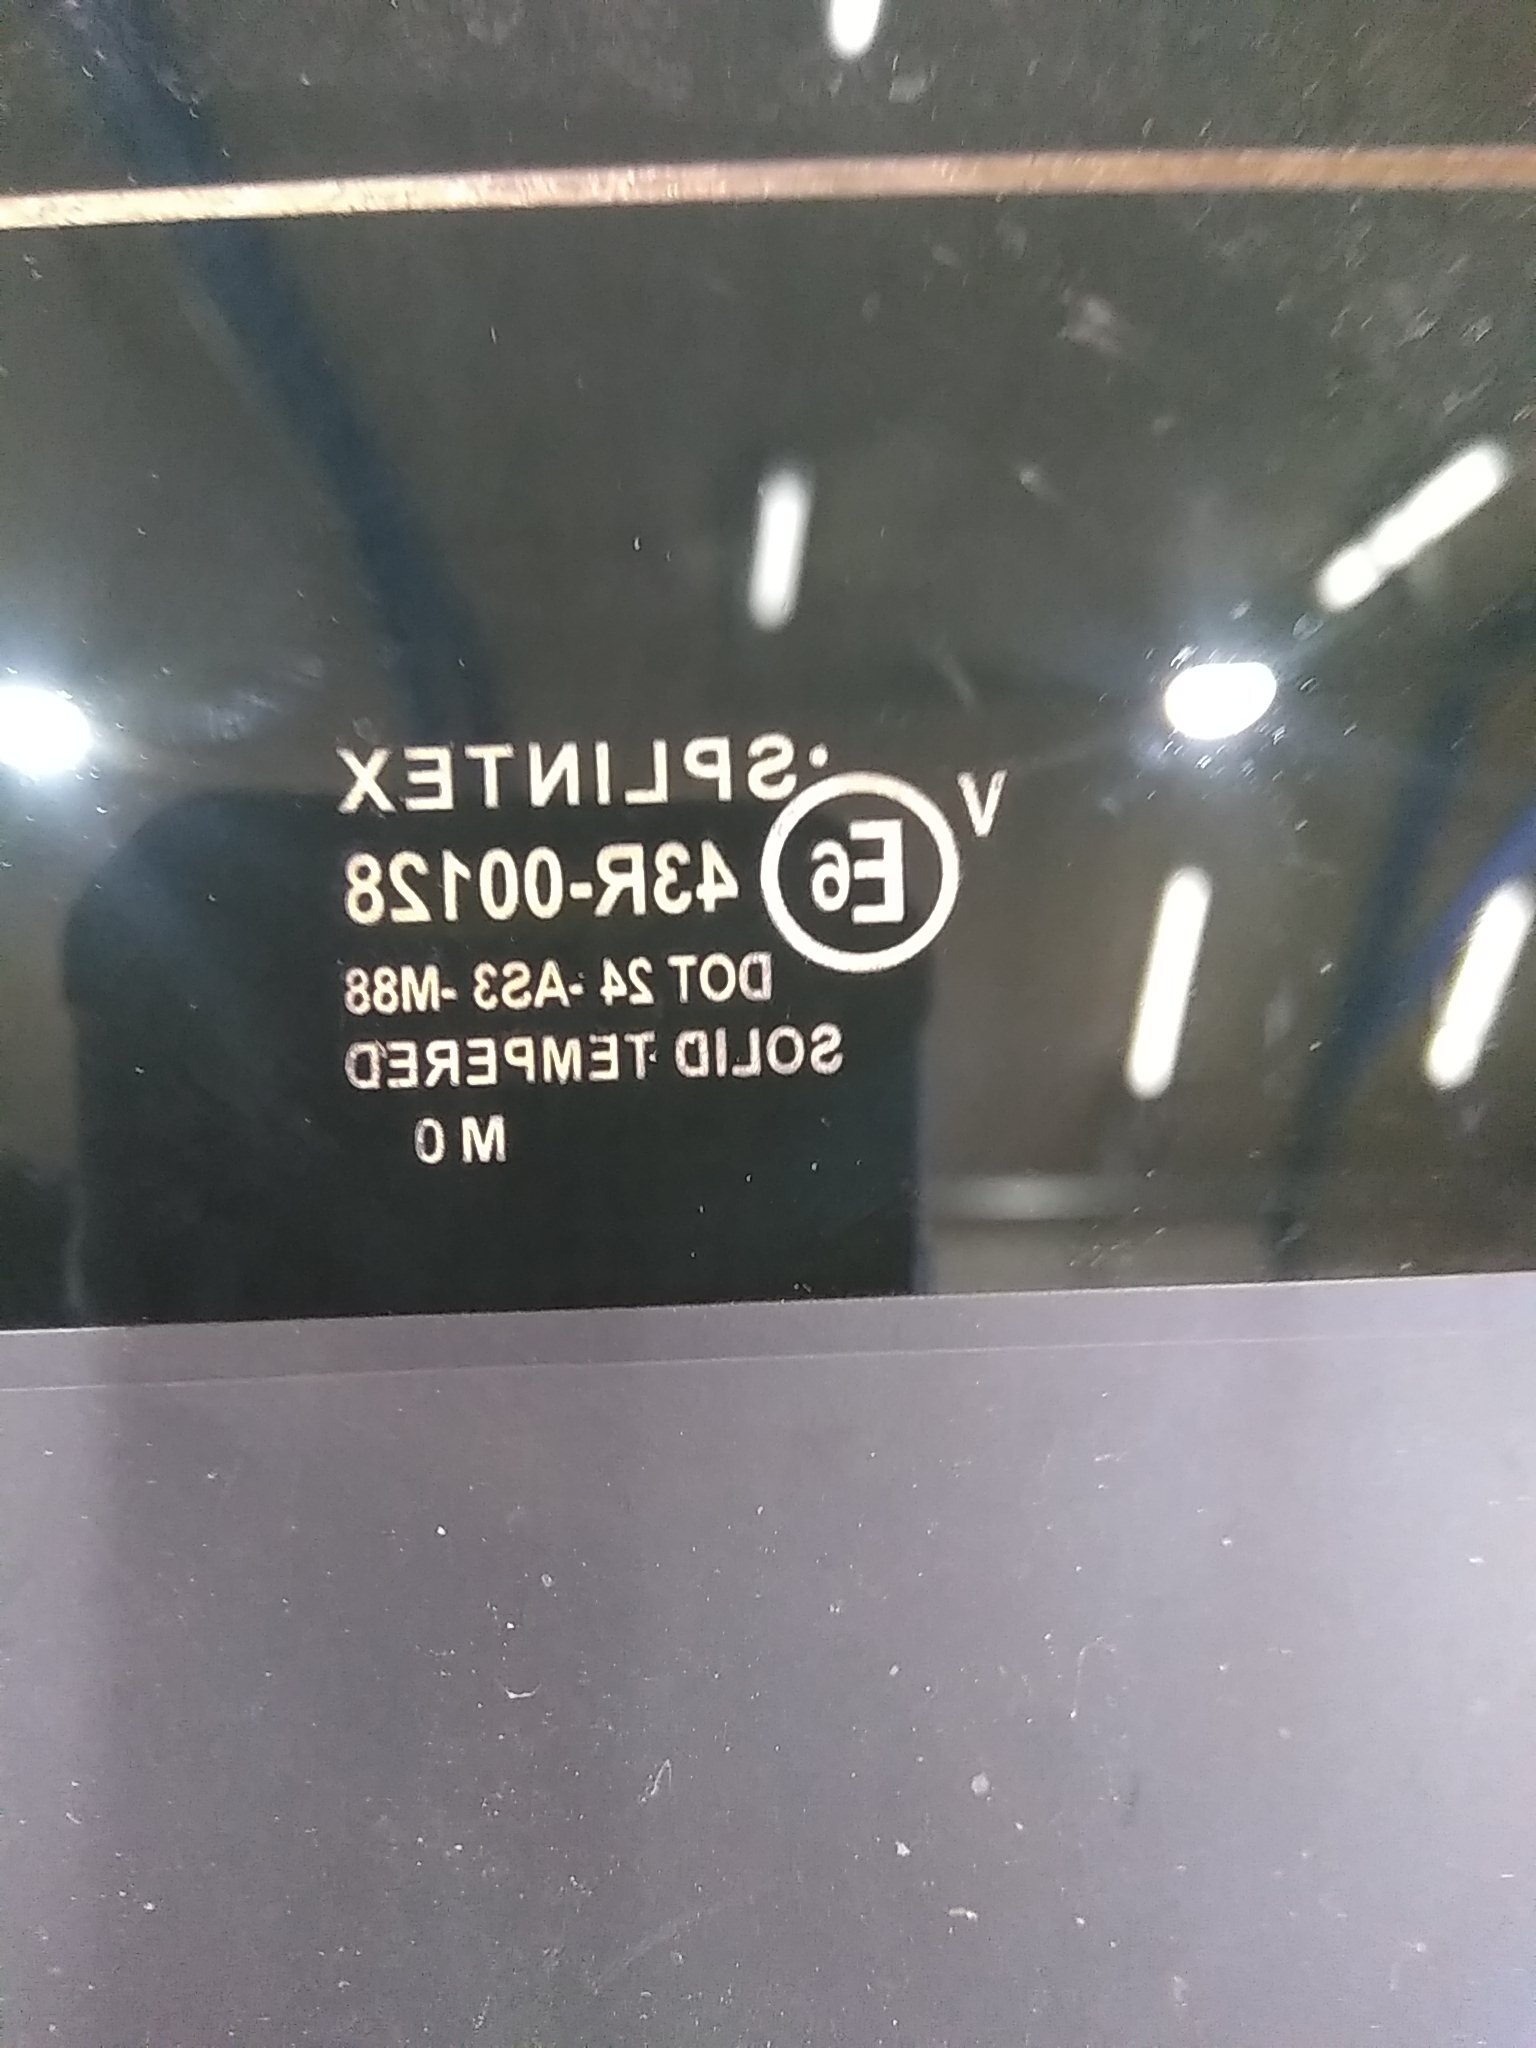 V
·SPLINTEX
E6 43R-00128
DOT 24 -AS3 -M88
SOLID TEMPERED
M 0